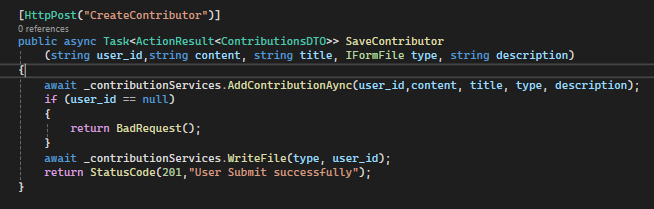 [HttpPost("CreateContributor")]
0 references
public async Task<ActionResult<ContributionsDTO>> SaveContributor
(string user_id,string content, string title, IFormFile type, string description)
{
await _contributionServices.AddContributionAync(user_id,content, title, type, description);
if (user_id == null)
{
return BadRequest();
}
await _contributionServices.WriteFile(type, user_id);
return StatusCode(201,"User Submit successfully");
}